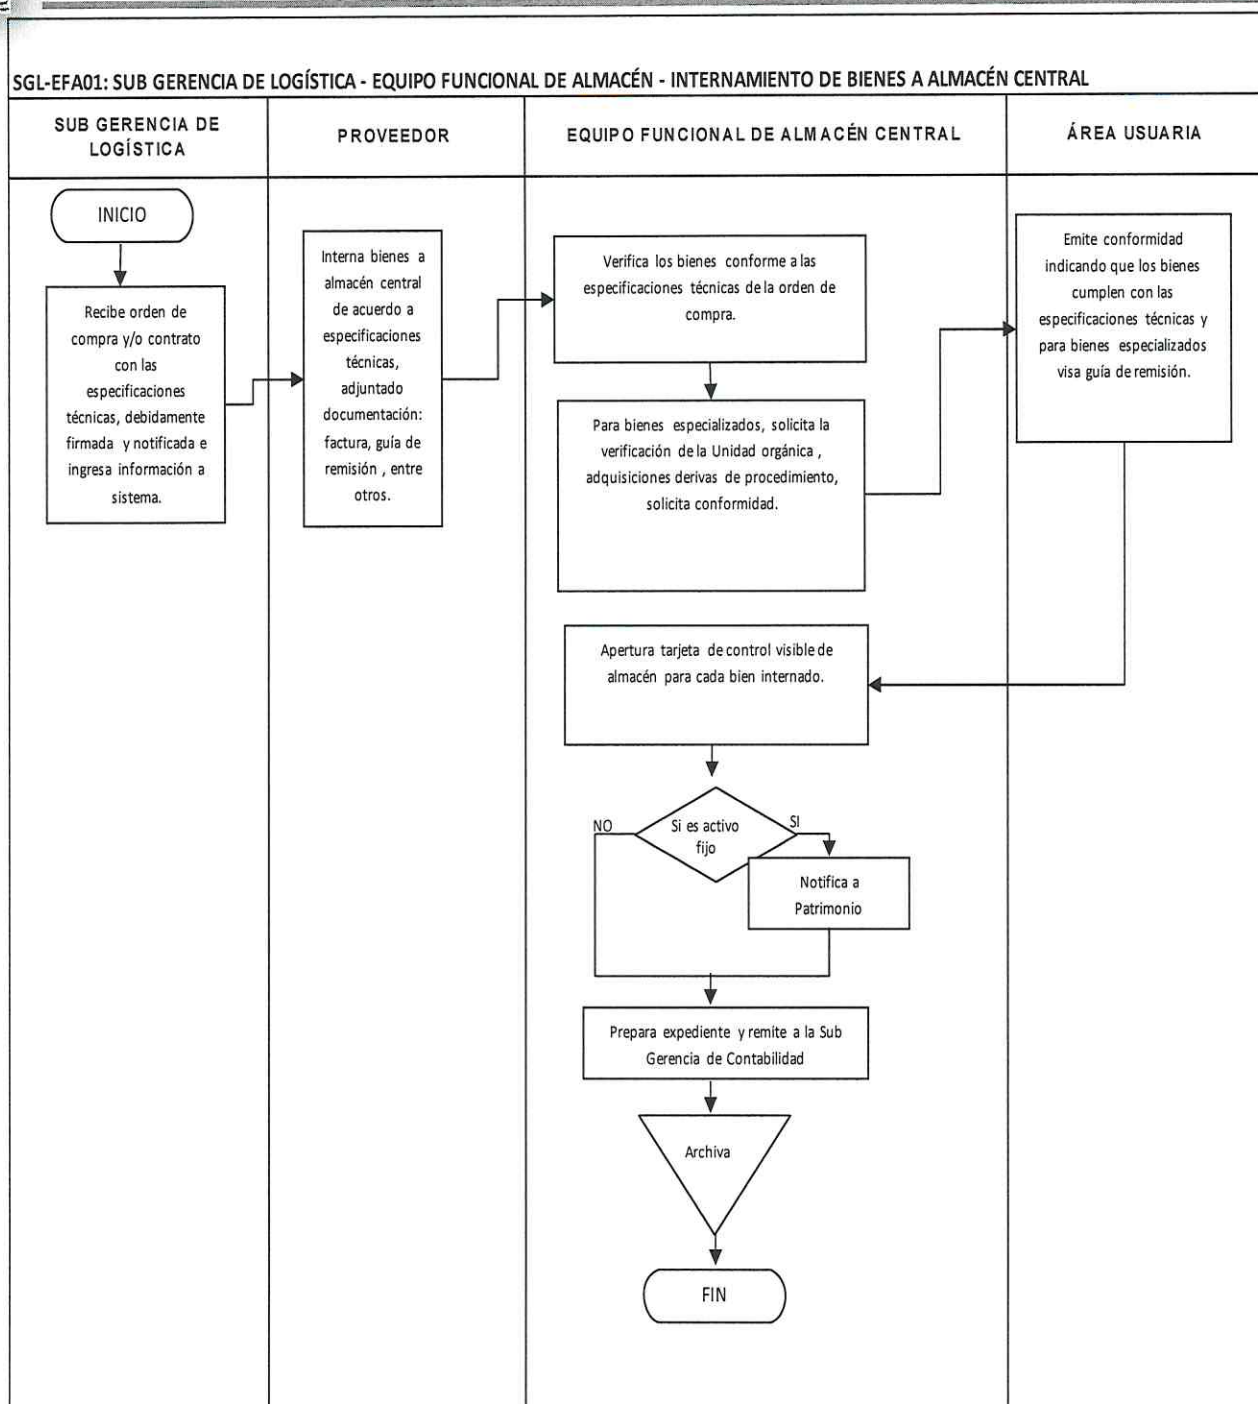 SGL-EFA01: SUB GERENCIA DE LOGÍSTICA - EQUIPO FUNCIONAL DE ALMACÉN - INTERNAMIENTO DE BIENES A ALMACÉN CENTRAL
SUB GERENCIA DE
LOGÍSTICA
PROVEEDOR
EQUIPO FUNCIONAL DE ALMACÉN CENTRAL
ÁREA USUARIA
INICIO
Recibe orden de
compra y/o contrato
con las
especificaciones
técnicas, debidamente
firmada y notificada e
ingresa información a
sistema.
Interna bienes a
almacén central
de acuerdo a
especificaciones
técnicas,
adjuntado
documentación:
factura, guía de
remisión , entre
otros.
Verifica los bienes conforme a las
especificaciones técnicas de la orden de
compra.
Para bienes especializados, solicita la
verificación de la Unidad orgánica ,
adquisiciones derivas de procedimiento,
solicita conformidad.
Emite conformidad
indicando que los bienes
cumplen con las
especificaciones técnicas y
para bienes especializados
visa guía de remisión.
Apertura tarjeta de control visible de
almacén para cada bien internado.
NO
Si es activo
fijo
SI
Notifica a
Patrimonio
Prepara expediente y remite a la Sub
Gerencia de Contabilidad
Archiva
FIN